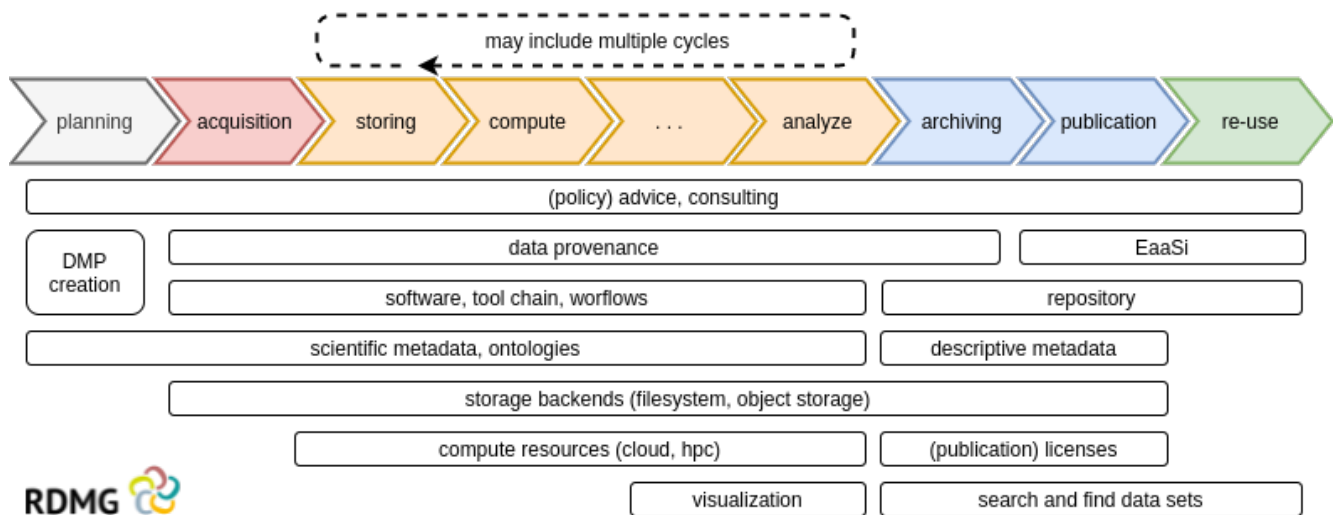 may include multiple cycles
planning
acquisition
storing
compute
. . .
analyze
archiving
publication
re-use
(policy) advice, consulting
DMP
creation
data provenance
EaaSi
software, tool chain, worflows
repository
scientific metadata, ontologies
descriptive metadata
storage backends (filesystem, object storage)
compute resources (cloud, hpc)
(publication) licenses
RDMG
visualization
search and find data sets